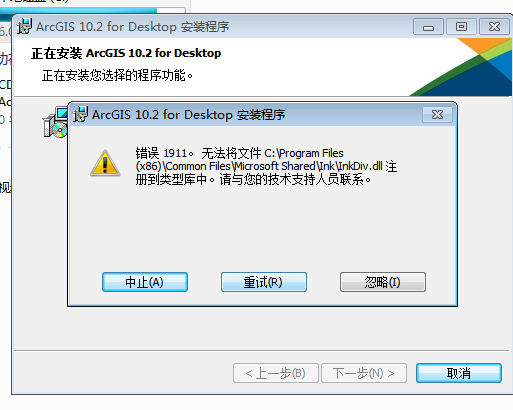 ArcGIS 10.2 for Desktop 安装程序
正在安装 ArcGIS 10.2 for Desktop
正在安装您选择的程序功能。
ArcGIS 10.2 for Desktop 安装程序
错误 1911。无法将文件 C:\Program Files
(x86)\Common Files\Microsoft Shared\Ink\InkDiv.dll 注
册到类型库中。请与您的技术支持人员联系。
中止(A)
重试(R)
忽略(I)
< 上一步(B)
下一步(N) >
取消